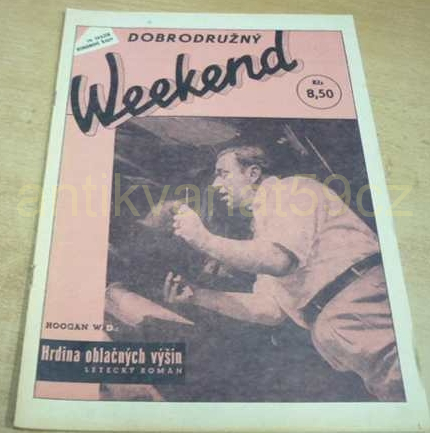 DOBRODRUŽNÝ
Weekend
Kčs
8,50
antikvariat59cz
HOOGAN W.D.
Hrdina oblačných výšin
LETECKÝ ROMÁN